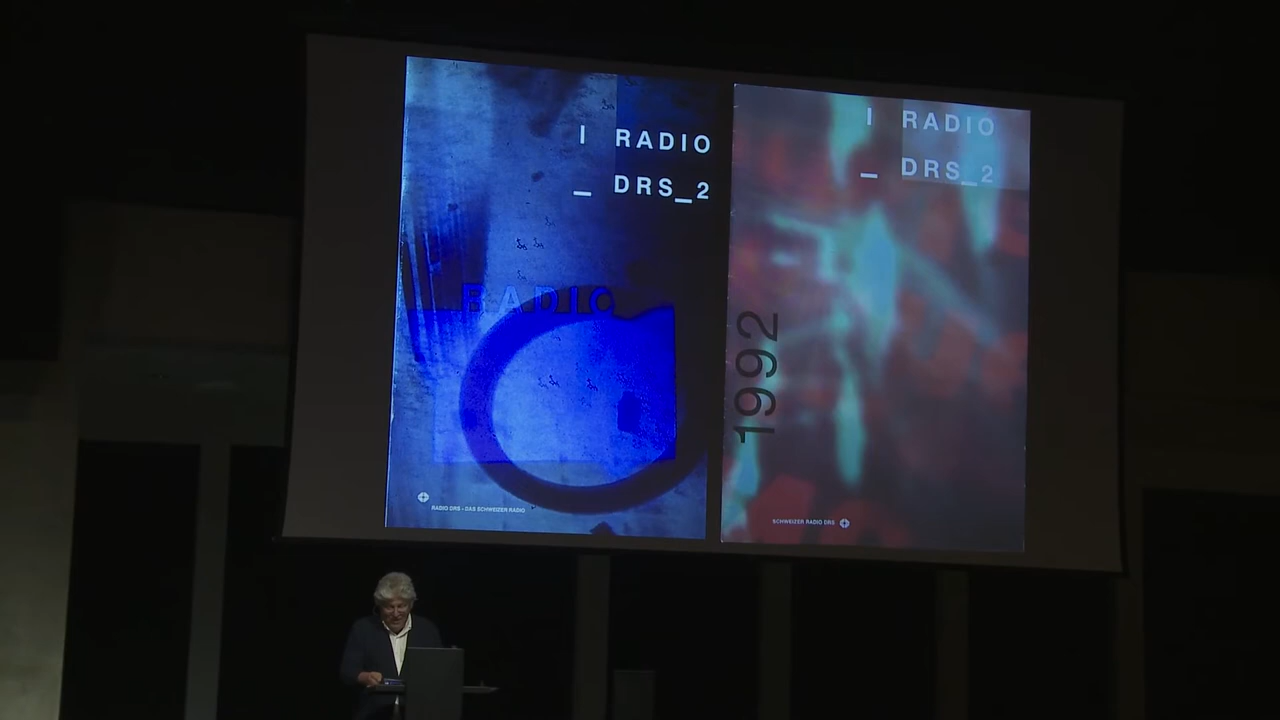 I RADIO
_ DRS_2
RADIO
RADIO DRS - DAS SCHWEIZER RADIO
I RADIO
_ DRS_2
1992
SCHWEIZER RADIO DRS